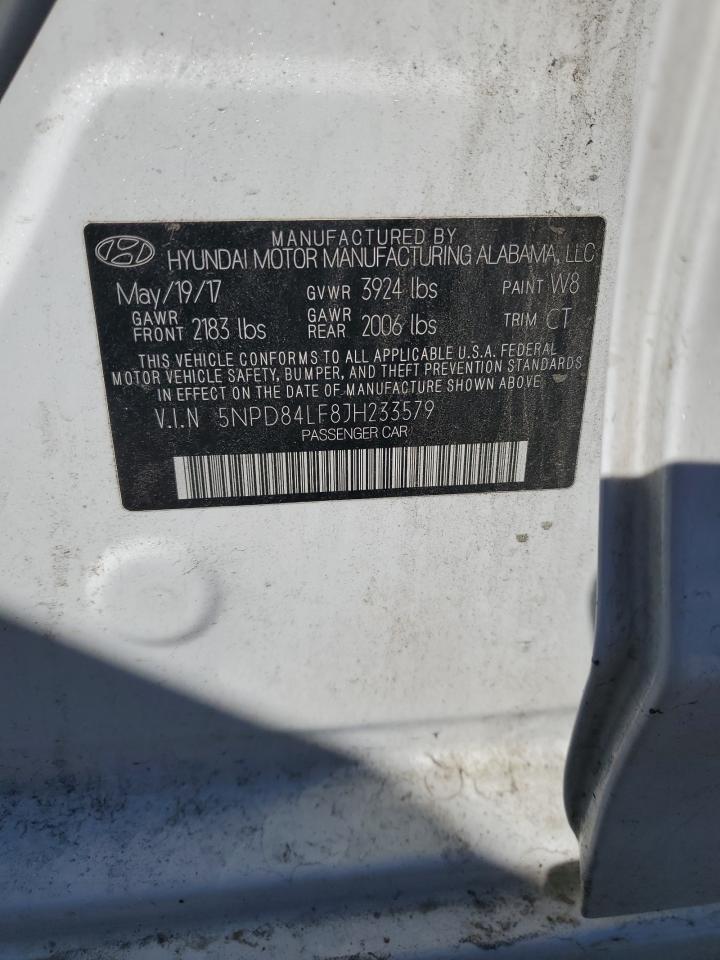 MANUFACTURED BY
HYUNDAI MOTOR MANUFACTURING ALABAMA, LLC
May/19/17 GVWR 3924 lbs PAINT W8
GAWR FRONT 2183 lbs GAWR REAR 2006 lbs TRIM CT
THIS VEHICLE CONFORMS TO ALL APPLICABLE U.S.A. FEDERAL
MOTOR VEHICLE SAFETY, BUMPER, AND THEFT PREVENTION STANDARDS
IN EFFECT ON THE DATE OF MANUFACTURE SHOWN ABOVE.
V.I.N 5NPD84LF8JH233579
PASSENGER CAR